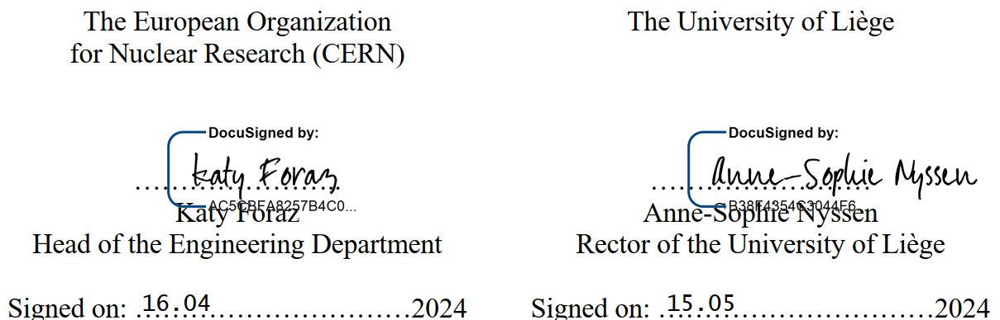 The European Organization
for Nuclear Research (CERN)
DocuSigned by:
Katy Foraz
AC5CBFA8257B4C0...
Katy Foraz
Head of the Engineering Department
Signed on: 16.04 2024
The University of Liège
DocuSigned by:
Anne-Sophie Nyssen
B38F4354C3044F6...
Anne-Sophie Nyssen
Rector of the University of Liège
Signed on: 15.05 2024